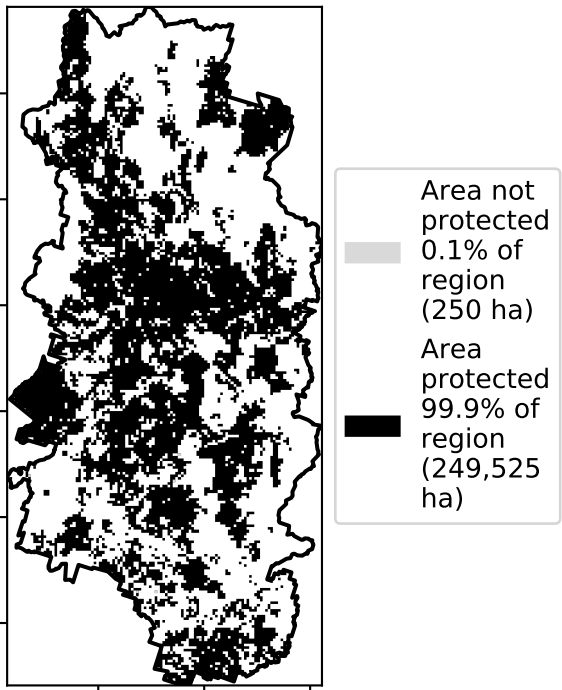 Area not
protected
0.1% of
region
(250 ha)
Area
protected
99.9% of
region
(249,525
ha)